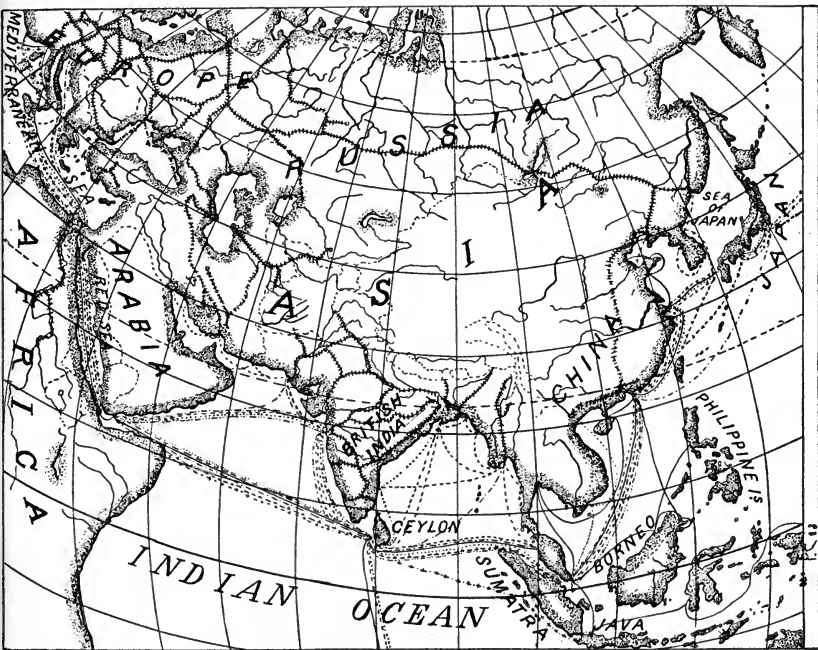 MEDITERRANEAN
SEA
EUROPE
RUSSIA
ASIA
SEA
OF
JAPAN
JAPAN
AFRICA
ARABIA
RED SEA
BRITISH
INDIA
CHINA
PHILIPPINE IS
CEYLON
BORNEO
SUMATRA
JAVA
INDIAN OCEAN